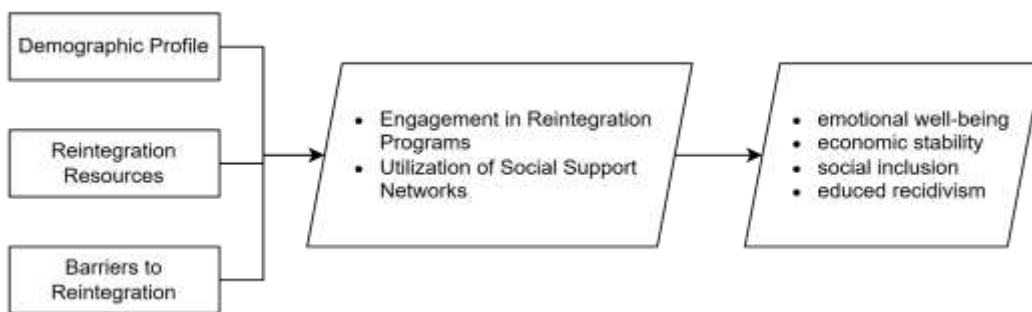 Demographic Profile
Reintegration
Resources
Barriers to
Reintegration
• Engagement in Reintegration
Programs
• Utilization of Social Support
Networks
• emotional well-being
• economic stability
• social inclusion
• educed recidivism